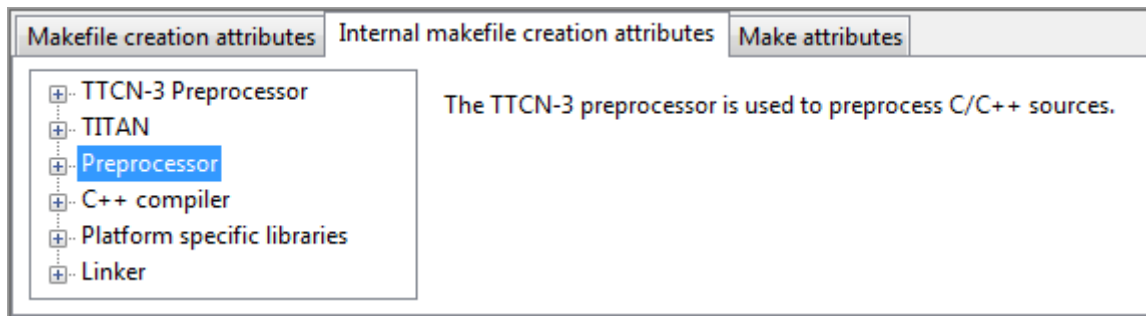 Makefile creation attributes Internal makefile creation attributes Make attributes
TTCN-3 Preprocessor
TITAN
Preprocessor
C++ compiler
Platform specific libraries
Linker
The TTCN-3 preprocessor is used to preprocess C/C++ sources.